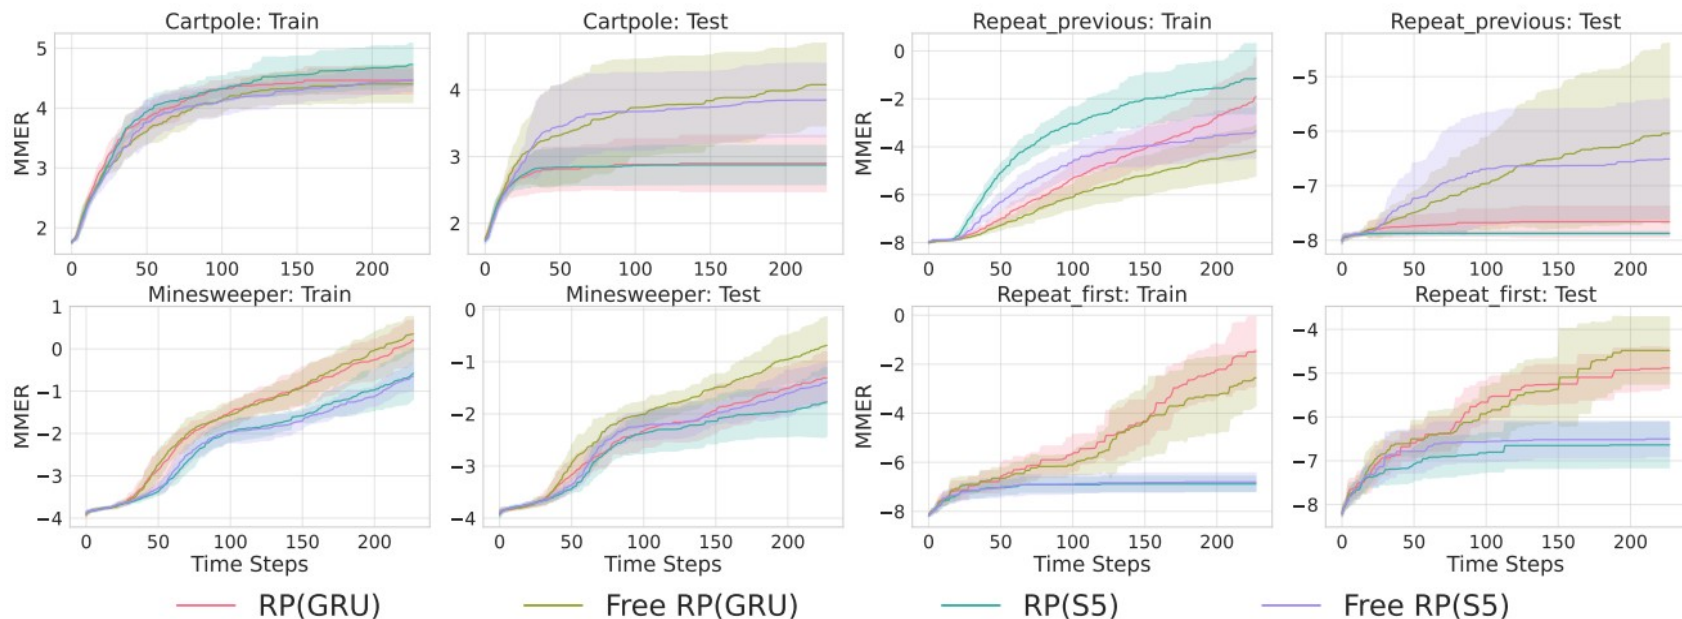 Cartpole: Train
Cartpole: Test
Repeat_previous: Train
Repeat_previous: Test
MMER
5
4
3
2
0 50 100 150 200
4
3
2
0 50 100 150 200
0
−2
−4
−6
−8
0 50 100 150 200
−5
−6
−7
−8
0 50 100 150 200
Minesweeper: Train
Minesweeper: Test
Repeat_first: Train
Repeat_first: Test
MMER
1
0
−1
−2
−3
−4
0 50 100 150 200
Time Steps
0
−1
−2
−3
−4
0 50 100 150 200
Time Steps
MMER
0
−2
−4
−6
−8
0 50 100 150 200
Time Steps
−4
−5
−6
−7
−8
0 50 100 150 200
Time Steps
RP(GRU) Free RP(GRU) RP(S5) Free RP(S5)